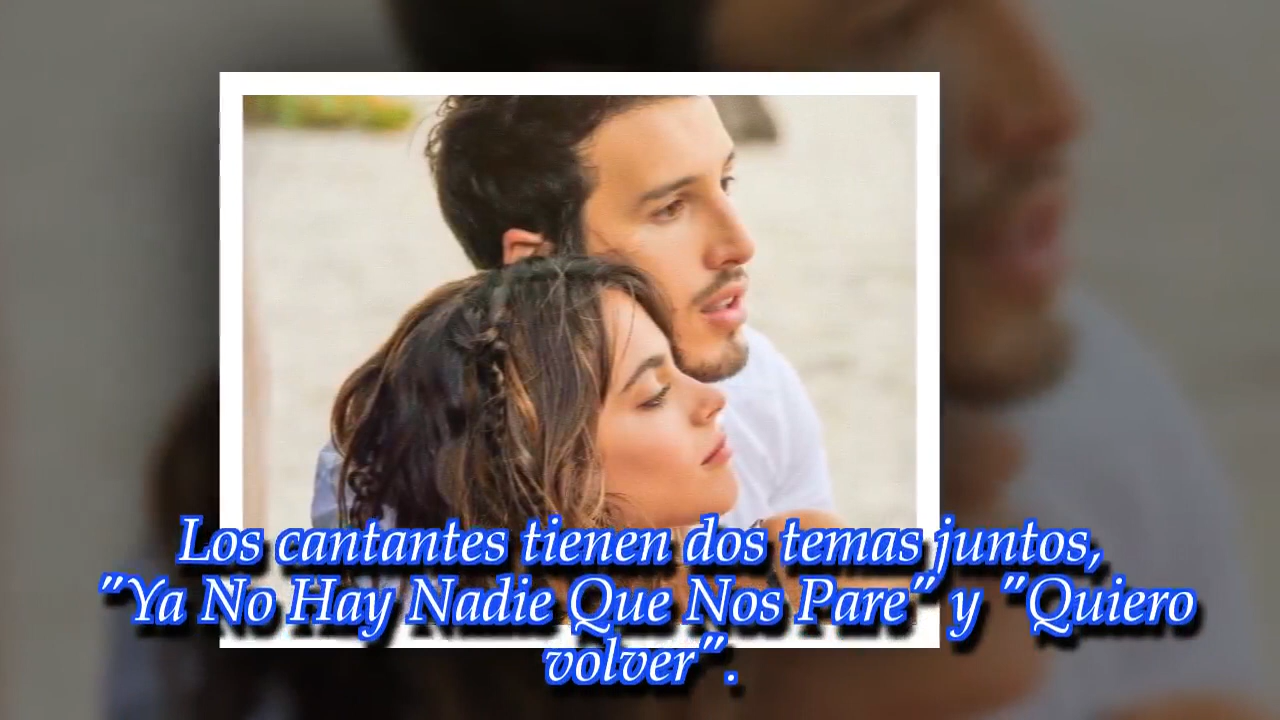 Los cantantes tienen dos temas juntos,
"Ya No Hay Nadie Que Nos Pare" y "Quiero
volver".